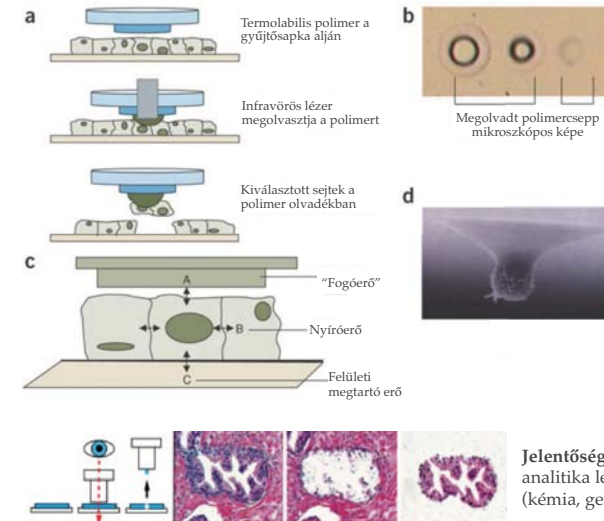 a
Termolabilis polimer a
gyűjtősapka alján
Infravörös lézer
megolvasztja a polimert
Kiválasztott sejtek a
polimer olvadékban
b
Megolvadt polimercsepp
mikroszkópos képe
c
A
B
C
"Fogóerő"
Nyíróerő
Felületi
megtartó erő
d
Jelentőség
analitika le
(kémia, ge